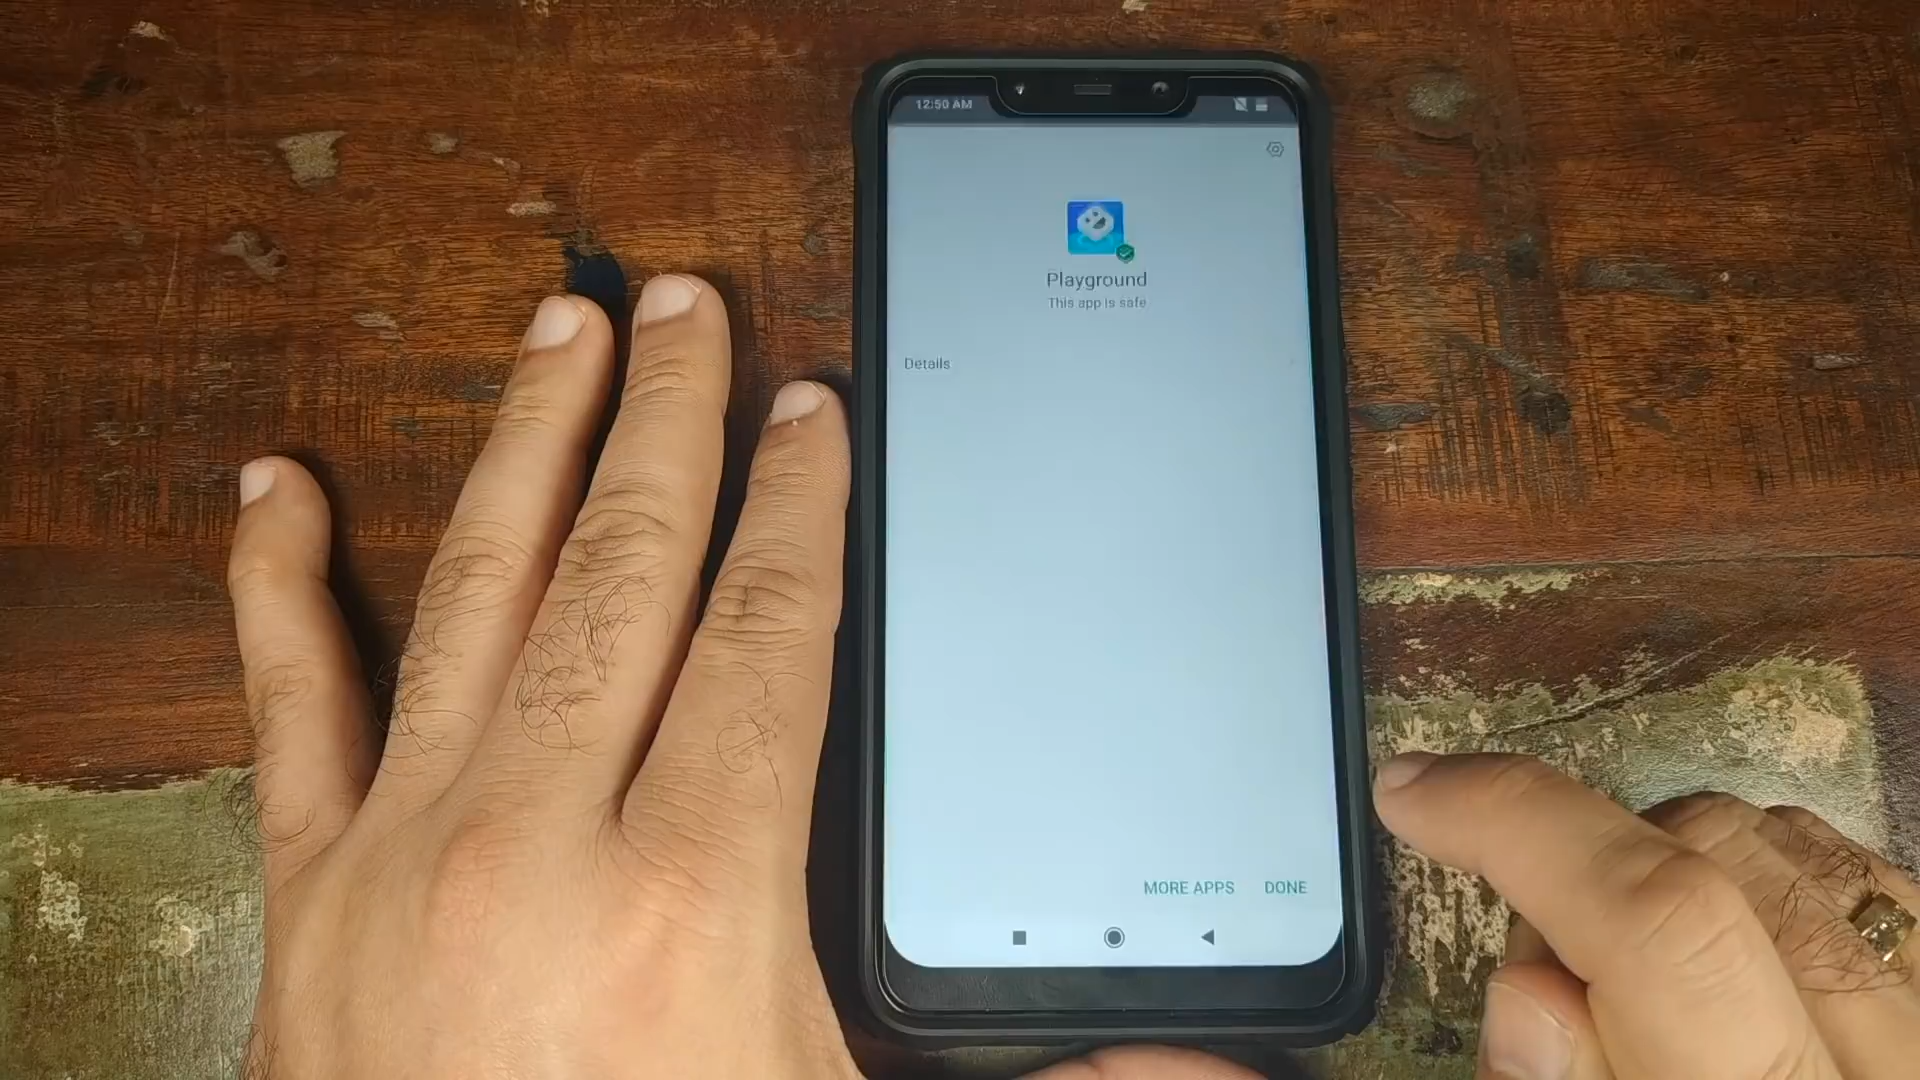 12:50 AM
Playground
This app is safe
Details
MORE APPS DONE